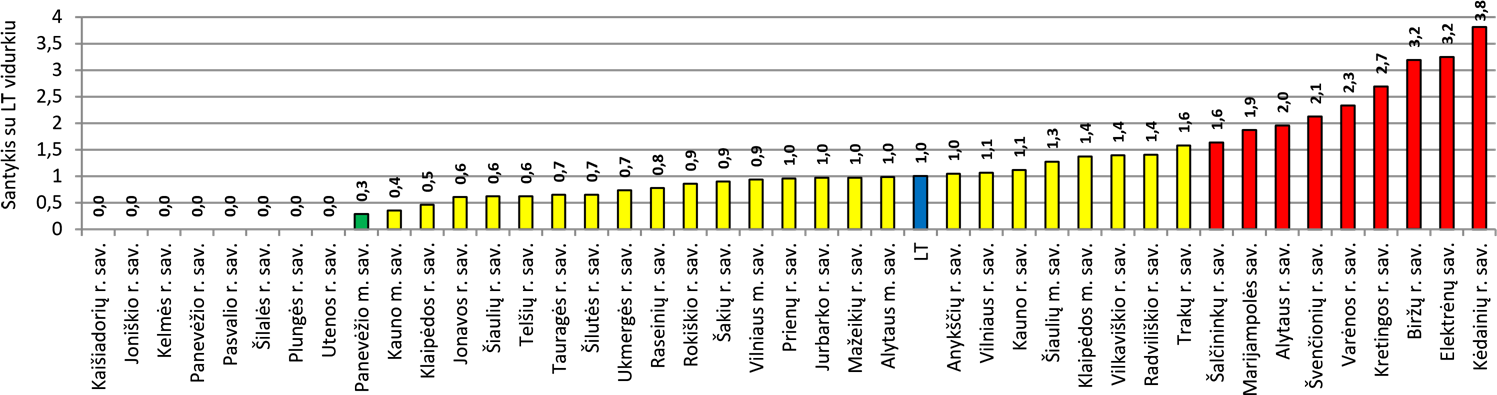 Santykis su LT vidurkiu
4
3,5
3
2,5
2
1,5
1
0,5
0
0,0 0,0 0,0 0,0 0,0 0,0 0,0 0,0 0,3 0,4 0,5 0,6 0,6 0,6 0,7 0,7 0,7 0,8 0,9 0,9 0,9 1,0 1,0 1,0 1,0 1,0 1,0 1,1 1,1 1,3 1,4 1,4 1,4 1,6 1,6 1,9 2,0 2,1 2,3 2,7 3,2 3,2 3,8
Kaišiadorių r. sav.
Joniškio r. sav.
Kelmės r. sav.
Panevėžio r. sav.
Pasvalio r. sav.
Šilalės r. sav.
Plungės r. sav.
Utenos r. sav.
Panevėžio m. sav.
Kauno m. sav.
Klaipėdos r. sav.
Jonavos r. sav.
Šiaulių r. sav.
Telšių r. sav.
Tauragės r. sav.
Šilutės r. sav.
Ukmergės r. sav.
Raseinių r. sav.
Rokiškio r. sav.
Šakių r. sav.
Vilniaus m. sav.
Prienų r. sav.
Jurbarko r. sav.
Mažeikių r. sav.
Alytaus m. sav.
LT
Anykščių r. sav.
Vilniaus r. sav.
Kauno r. sav.
Šiaulių m. sav.
Klaipėdos m. sav.
Vilkaviškio r. sav.
Radviliškio r. sav.
Trakų r. sav.
Šalčininkų r. sav.
Marijampolės sav.
Alytaus r. sav.
Švenčionių r. sav.
Varėnos r. sav.
Kretingos r. sav.
Biržų r. sav.
Elektrėnų sav.
Kėdainių r. sav.